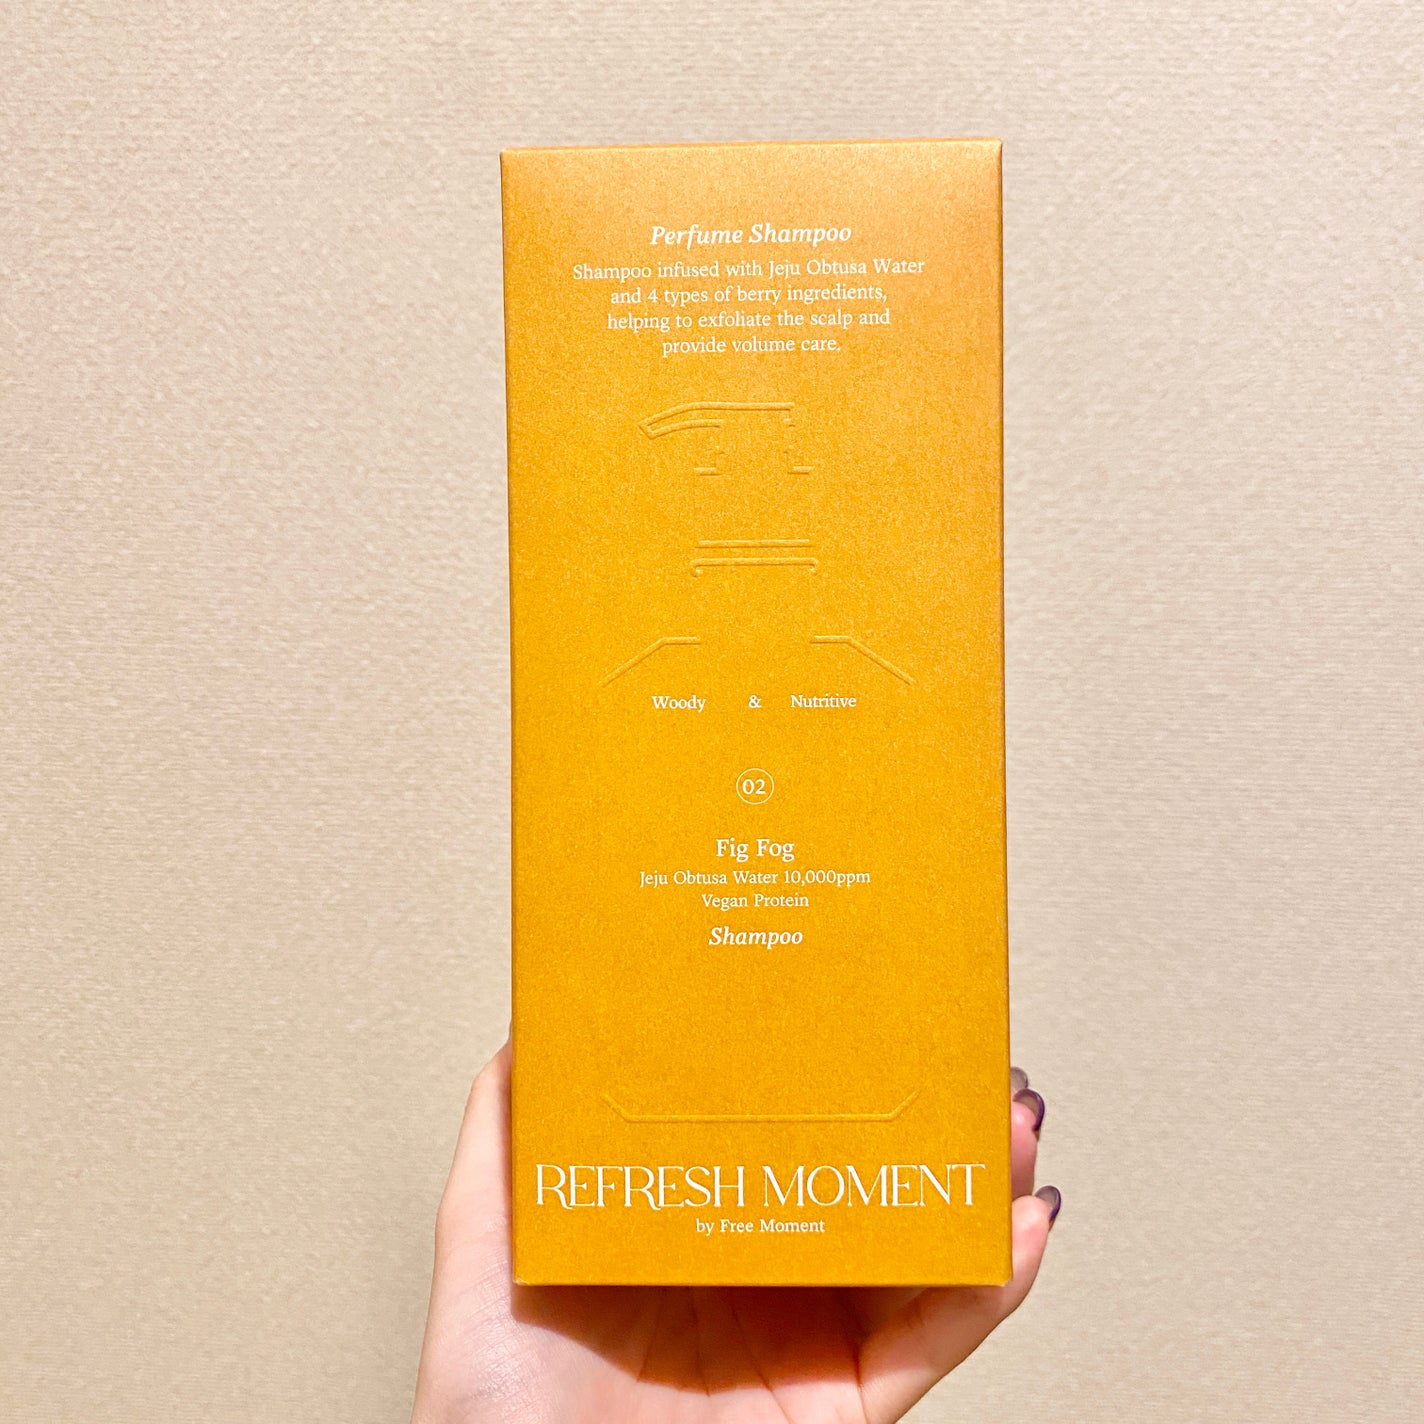 Perfume Shampoo
Shampoo infused with Jeju Obtusa Water
and 4 types of berry ingredients,
helping to exfoliate the scalp and
provide volume care.
Woody & Nutritive
02
Fig Fog
Jeju Obtusa Water 10,000ppm
Vegan Protein
Shampoo
REFRESH MOMENT
by Free Moment